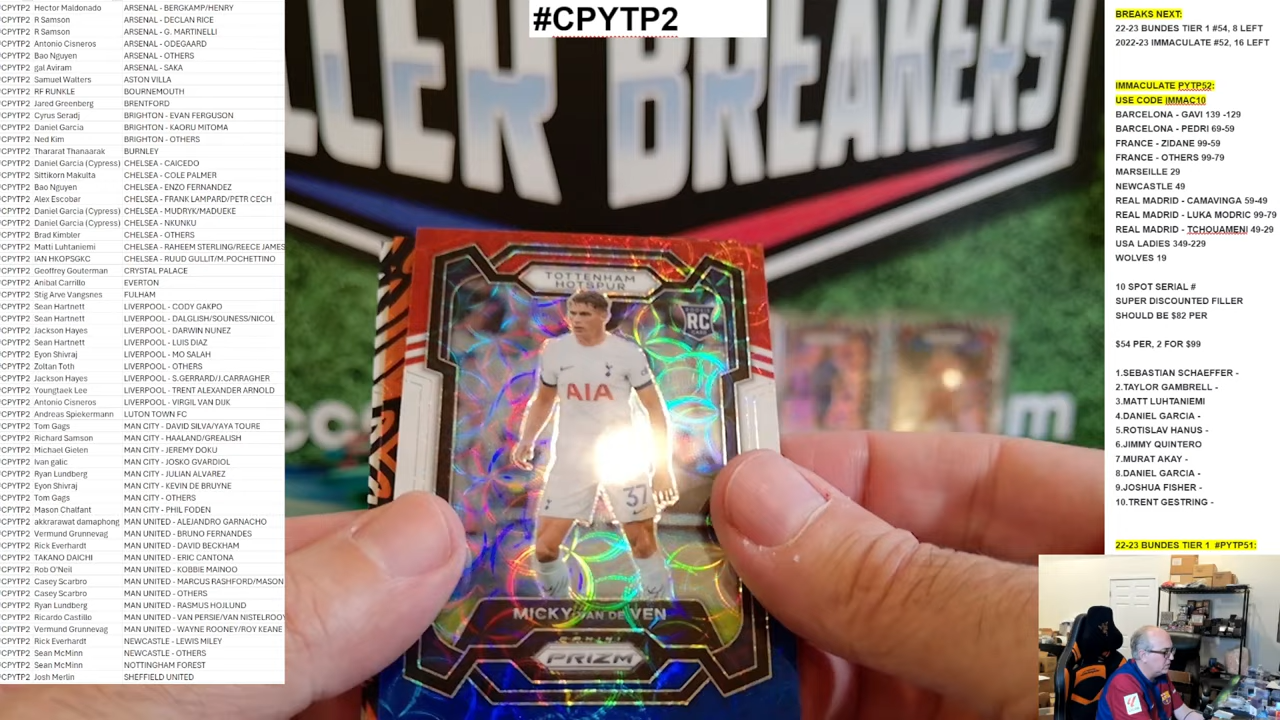 #CPYTP2
CPYTP2 Hector Maldonado ARSENAL - BERGKAMP/HENRY
CPYTP2 R Samson ARSENAL - DECLAN RICE
CPYTP2 R Samson ARSENAL - G. MARTINELLI
CPYTP2 Antonio Cisneros ARSENAL - ODEGAARD
CPYTP2 Bao Nguyen ARSENAL - OTHERS
CPYTP2 gal Aviram ARSENAL - SAKA
CPYTP2 Samuel Walters ASTON VILLA
CPYTP2 RF RUNKLE BOURNEMOUTH
CPYTP2 Jared Greenberg BRENTFORD
CPYTP2 Cyrus Seradj BRIGHTON - EVAN FERGUSON
CPYTP2 Daniel Garcia BRIGHTON - KAORU MITOMA
CPYTP2 Ned Kim BRIGHTON - OTHERS
CPYTP2 Thararat Thanaarak BURNLEY
CPYTP2 Daniel Garcia (Cypress) CHELSEA - CAICEDO
CPYTP2 Sittikorn Makulta CHELSEA - COLE PALMER
CPYTP2 Bao Nguyen CHELSEA - ENZO FERNANDEZ
CPYTP2 Alex Escobar CHELSEA - FRANK LAMPARD/PETR CECH
CPYTP2 Daniel Garcia (Cypress) CHELSEA - MUDRYK/MADUEKE
CPYTP2 Daniel Garcia (Cypress) CHELSEA - NKUNKU
CPYTP2 Brad Kimbler CHELSEA - OTHERS
CPYTP2 Matti Luhtaniemi CHELSEA - RAHEEM STERLING/REECE JAMES
CPYTP2 IAN HKOPSGKC CHELSEA - RUUD GULLIT/M.POCHETTINO
CPYTP2 Geoffrey Gouterman CRYSTAL PALACE
CPYTP2 Anibal Carrillo EVERTON
CPYTP2 Stig Arve Vangsnes FULHAM
CPYTP2 Sean Hartnett LIVERPOOL - CODY GAKPO
CPYTP2 Sean Hartnett LIVERPOOL - DALGLISH/SOUNESS/NICOL
CPYTP2 Jackson Hayes LIVERPOOL - DARWIN NUNEZ
CPYTP2 Sean Hartnett LIVERPOOL - LUIS DIAZ
CPYTP2 Eyon Shivraj LIVERPOOL - MO SALAH
CPYTP2 Zoltan Toth LIVERPOOL - OTHERS
CPYTP2 Jackson Hayes LIVERPOOL - S.GERRARD/J.CARRAGHER
CPYTP2 Youngtaek Lee LIVERPOOL - TRENT ALEXANDER ARNOLD
CPYTP2 Antonio Cisneros LIVERPOOL - VIRGIL VAN DIJK
CPYTP2 Andreas Spiekermann LUTON TOWN FC
CPYTP2 Tom Gags MAN CITY - DAVID SILVA/YAYA TOURE
CPYTP2 Richard Samson MAN CITY - HAALAND/GREALISH
CPYTP2 Michael Gielen MAN CITY - JEREMY DOKU
CPYTP2 Ivan galic MAN CITY - JOSKO GVARDIOL
CPYTP2 Ryan Lundberg MAN CITY - JULIAN ALVAREZ
CPYTP2 Eyon Shivraj MAN CITY - KEVIN DE BRUYNE
CPYTP2 Tom Gags MAN CITY - OTHERS
CPYTP2 Mason Chalfant MAN CITY - PHIL FODEN
CPYTP2 akkrarawat damaphong MAN UNITED - ALEJANDRO GARNACHO
CPYTP2 Vermund Grunnevag MAN UNITED - BRUNO FERNANDES
CPYTP2 Rick Everhardt MAN UNITED - DAVID BECKHAM
CPYTP2 TAKANO DAICHI MAN UNITED - ERIC CANTONA
CPYTP2 Rob O'Neil MAN UNITED - KOBBIE MAINOO
CPYTP2 Casey Scarbro MAN UNITED - MARCUS RASHFORD/MASON
CPYTP2 Casey Scarbro MAN UNITED - OTHERS
CPYTP2 Ryan Lundberg MAN UNITED - RASMUS HOJLUND
CPYTP2 Ricardo Castillo MAN UNITED - VAN PERSIE/VAN NISTELROOY
CPYTP2 Vermund Grunnevag MAN UNITED - WAYNE ROONEY/ROY KEANE
CPYTP2 Rick Everhardt NEWCASTLE - LEWIS MILEY
CPYTP2 Sean McMinn NEWCASTLE - OTHERS
CPYTP2 Sean McMinn NOTTINGHAM FOREST
CPYTP2 Josh Merlin SHEFFIELD UNITED
LLER BREAKERS
TOTTENHAM
HOTSPUR
RC
AIA
37
MICKY VAN DE VEN
PANINI
PRIZM
BREAKS NEXT:
22-23 BUNDES TIER 1 #54, 8 LEFT
2022-23 IMMACULATE #52, 16 LEFT
IMMACULATE PYTP52:
USE CODE IMMAC10
BARCELONA - GAVI 139 -129
BARCELONA - PEDRI 69-59
FRANCE - ZIDANE 99-59
FRANCE - OTHERS 99-79
MARSEILLE 29
NEWCASTLE 49
REAL MADRID - CAMAVINGA 59-49
REAL MADRID - LUKA MODRIC 99-79
REAL MADRID - TCHOUAMENI 49-29
USA LADIES 349-229
WOLVES 19
10 SPOT SERIAL #
SUPER DISCOUNTED FILLER
SHOULD BE $82 PER
$54 PER, 2 FOR $99
1.SEBASTIAN SCHAEFFER -
2.TAYLOR GAMBRELL -
3.MATT LUHTANIEMI
4.DANIEL GARCIA -
5.ROTISLAV HANUS -
6.JIMMY QUINTERO
7.MURAT AKAY -
8.DANIEL GARCIA -
9.JOSHUA FISHER -
10.TRENT GESTRING -
22-23 BUNDES TIER 1 #PYTP51: